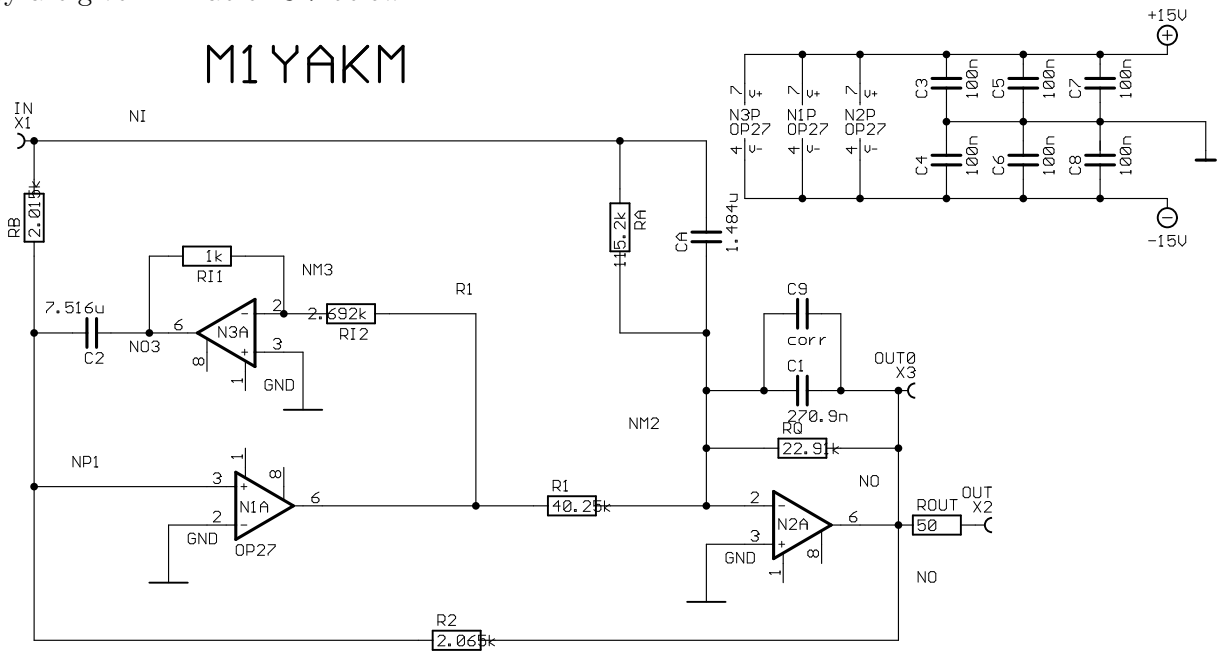 M1YAKM
+15V
IN
X1
NI
7
V+
N3P
OP27
4
V-
7
V+
N1P
OP27
4
V-
7
V+
N2P
OP27
4
V-
C3
100n
C5
100n
C7
100n
C4
100n
C6
100n
C8
100n
-15V
RB
2.015k
115.2k
RA
CA
1.484u
1k
RI1
NM3
7.516u
C2
NO3
6
N3A
2
3
8
1
GND
2.692k
RI2
R1
C9
corr
C1
270.9n
OUT0
X3
NM2
RQ
22.91k
NP1
3
2
1
8
N1A
6
GND
OP27
R1
40.25k
2
3
N2A
6
8
1
GND
NO
ROUT
50
OUT
X2
NO
R2
2.065k